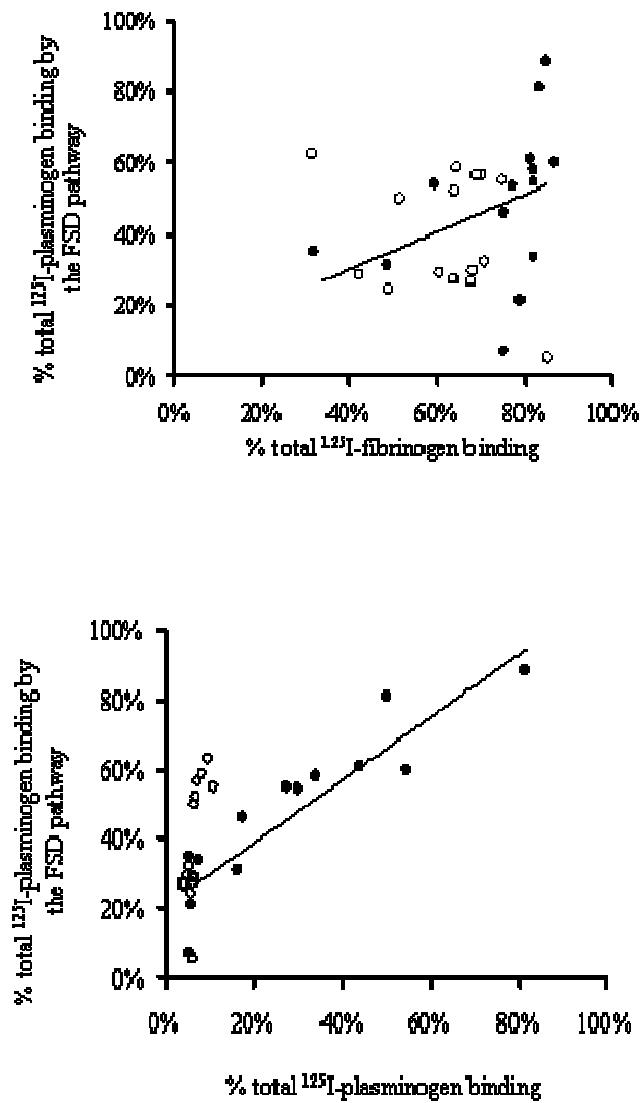 100%
80%
60%
40%
20%
0%
% total ¹²⁵I-plasminogen binding by
the FSD pathway
0% 20% 40% 60% 80% 100%
% total ¹²⁵I-fibrinogen binding
100%
80%
60%
40%
20%
0%
% total ¹²⁵I-plasminogen binding by
the FSD pathway
0% 20% 40% 60% 80% 100%
% total ¹²⁵I-plasminogen binding